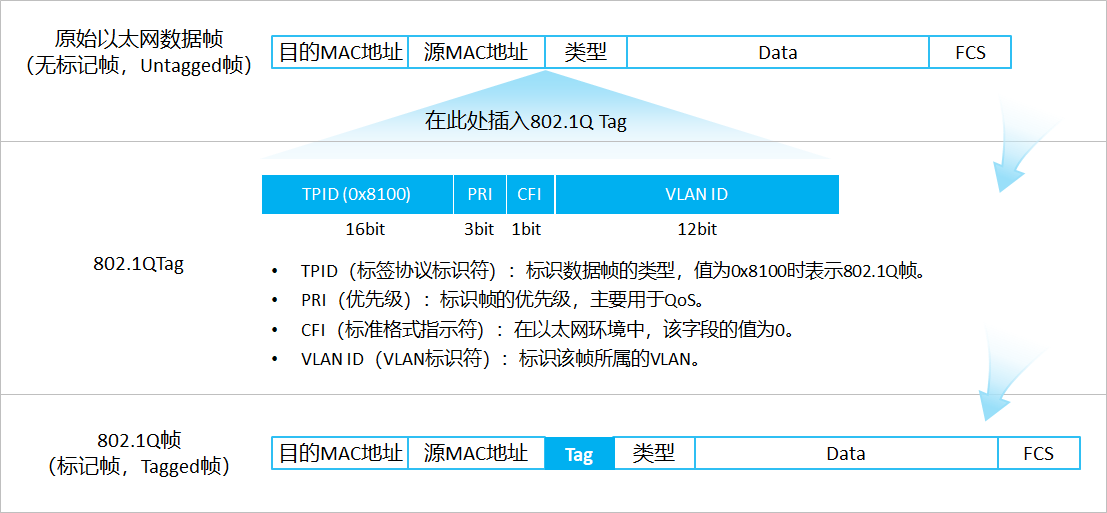 原始以太网数据帧
（无标记帧，Untagged帧）
目的MAC地址 源MAC地址 类型 Data FCS
在此处插入802.1Q Tag
TPID (0x8100) PRI CFI VLAN ID
16bit 3bit 1bit 12bit
802.1QTag
• TPID（标签协议标识符）：标识数据帧的类型，值为0x8100时表示802.1Q帧。
• PRI（优先级）：标识帧的优先级，主要用于QoS。
• CFI（标准格式指示符）：在以太网环境中，该字段的值为0。
• VLAN ID（VLAN标识符）：标识该帧所属的VLAN。
802.1Q帧
（标记帧，Tagged帧）
目的MAC地址 源MAC地址 Tag 类型 Data FCS